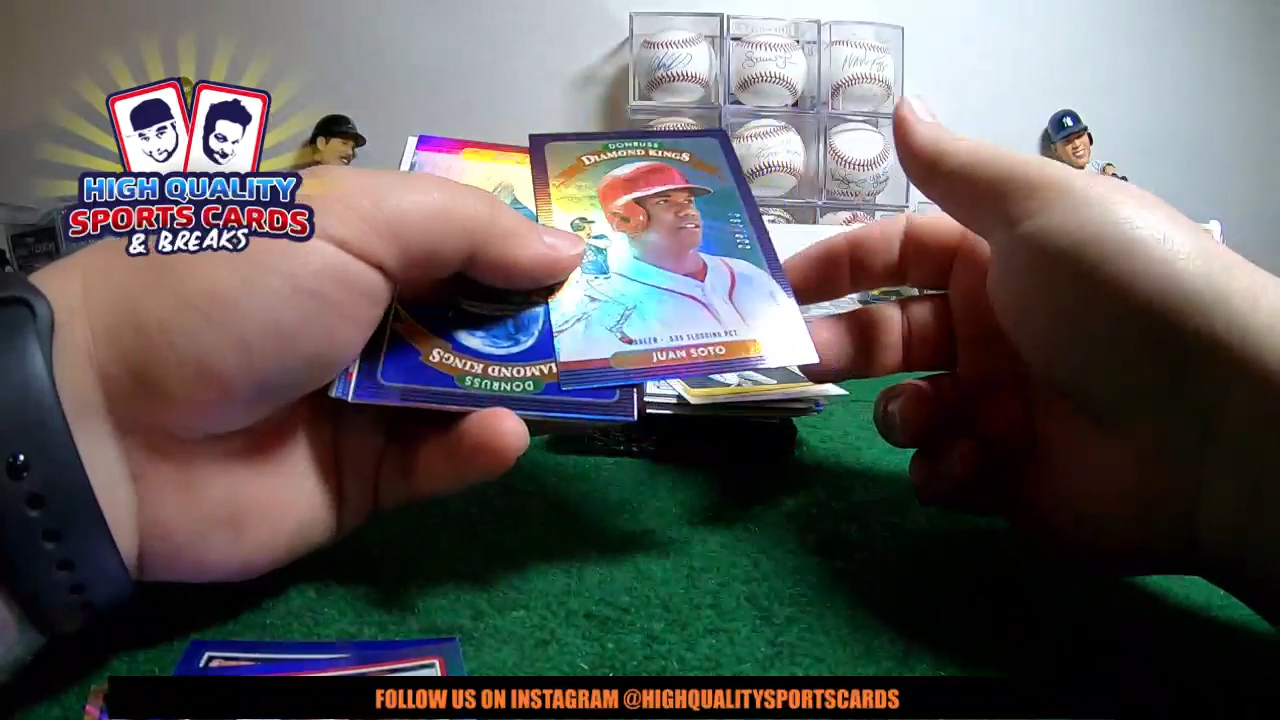 HIGH QUALITY
SPORTS CARDS
& BREAKS
DONRUSS
DIAMOND KINGS
JUAN SOTO
DIAMOND KINGS
DONRUSS
FOLLOW US ON INSTAGRAM @HIGHQUALITYSPORTSCARDS